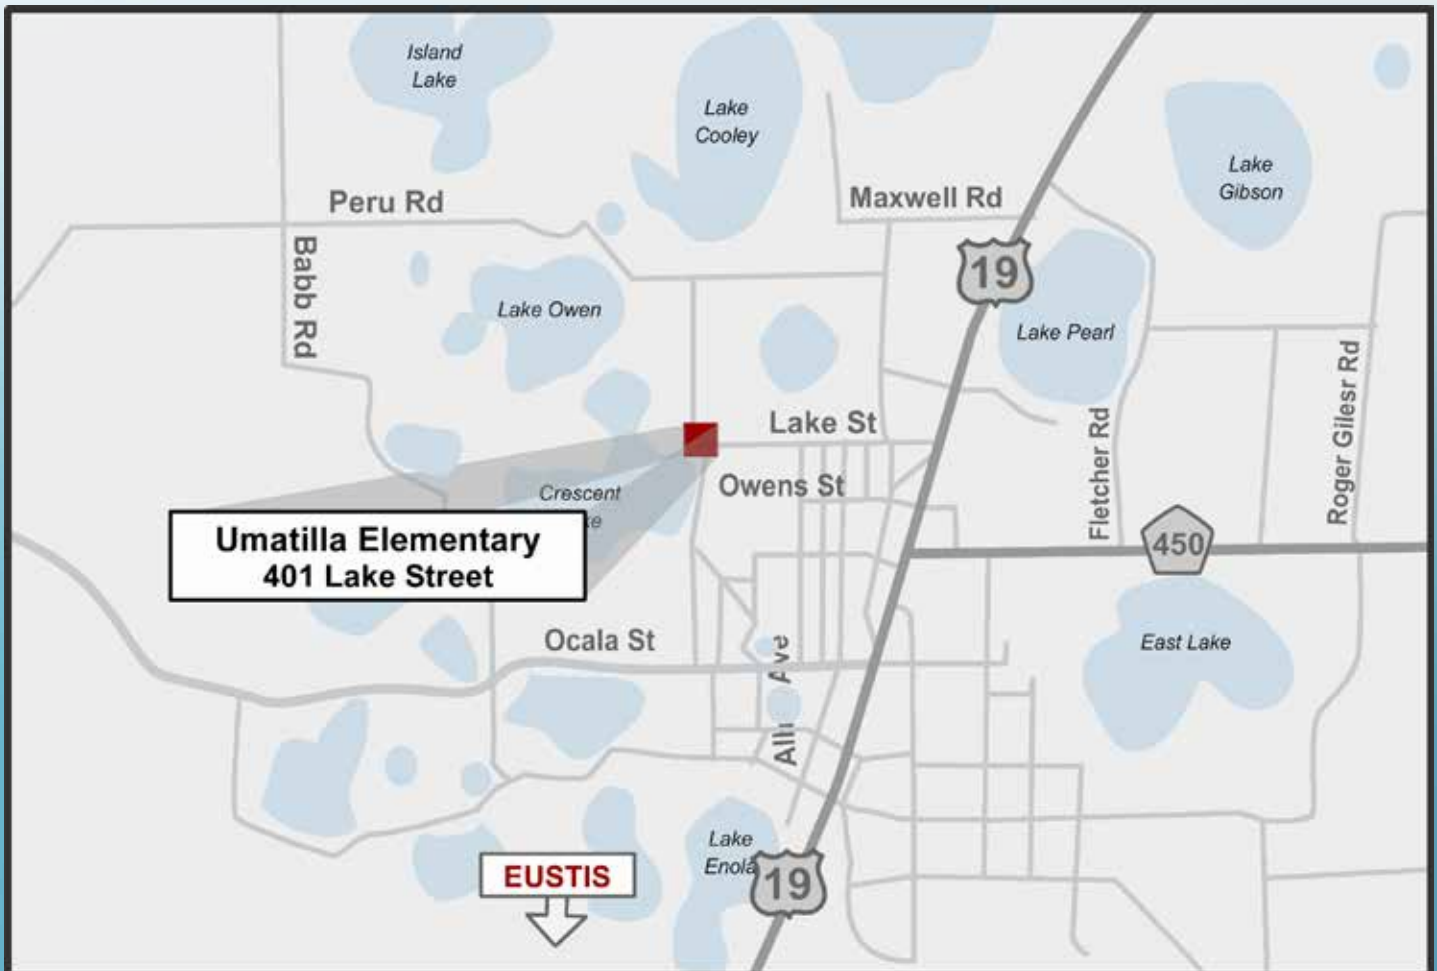 Island
Lake
Lake
Cooley
Lake
Gibson
Peru Rd
Maxwell Rd
Babb Rd
19
Lake Owen
Lake Pearl
Roger Gilesr Rd
Fletcher Rd
Lake St
Owens St
Crescent
Umatilla Elementary
401 Lake Street
450
Ocala St
East Lake
Ave
Lake
Enola
EUSTIS
19